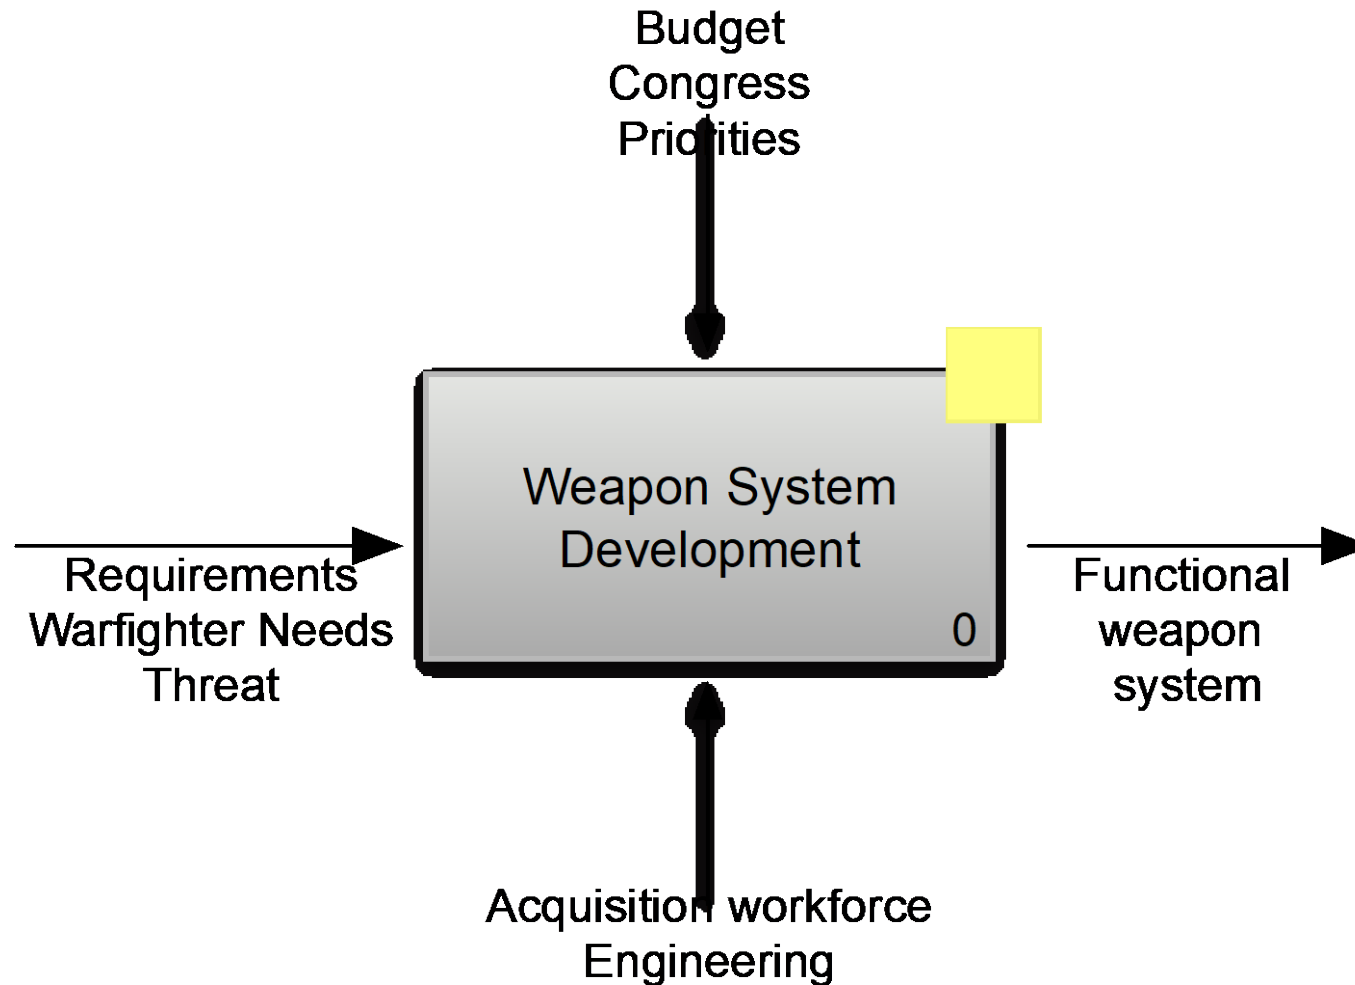 Budget
Congress
Priorities
Weapon System
Development
0
Requirements
Warfighter Needs
Threat
Functional
weapon
system
Acquisition workforce
Engineering